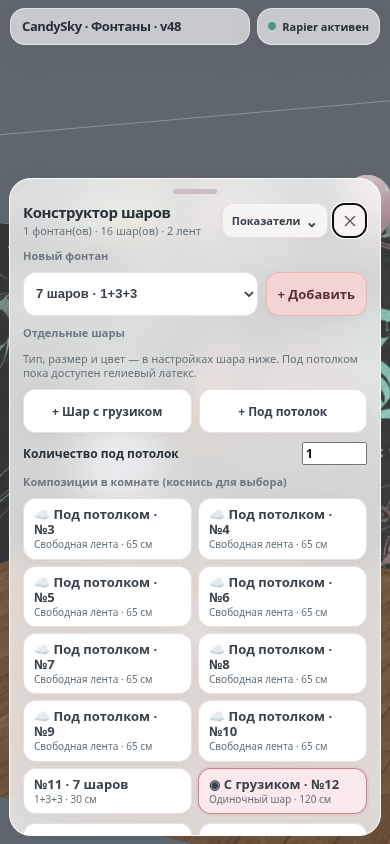 CandySky · Фонтаны · v48
Rapier активен
Конструктор шаров
1 фонтан(ов) · 16 шар(ов) · 2 лент
Показатели
Новый фонтан
7 шаров · 1+3+3
+ Добавить
Отдельные шары
Тип, размер и цвет — в настройках шара ниже. Под потолком
пока доступен гелиевый латекс.
+ Шар с грузиком
+ Под потолок
Количество под потолок
1
Композиции в комнате (коснись для выбора)
☁️ Под потолком ·
№3
Свободная лента · 65 см
☁️ Под потолком ·
№4
Свободная лента · 65 см
☁️ Под потолком ·
№5
Свободная лента · 65 см
☁️ Под потолком ·
№6
Свободная лента · 65 см
☁️ Под потолком ·
№7
Свободная лента · 65 см
☁️ Под потолком ·
№8
Свободная лента · 65 см
☁️ Под потолком ·
№9
Свободная лента · 65 см
☁️ Под потолком ·
№10
Свободная лента · 65 см
№11 · 7 шаров
1+3+3 · 30 см
◉ С грузиком · №12
Одиночный шар · 120 см